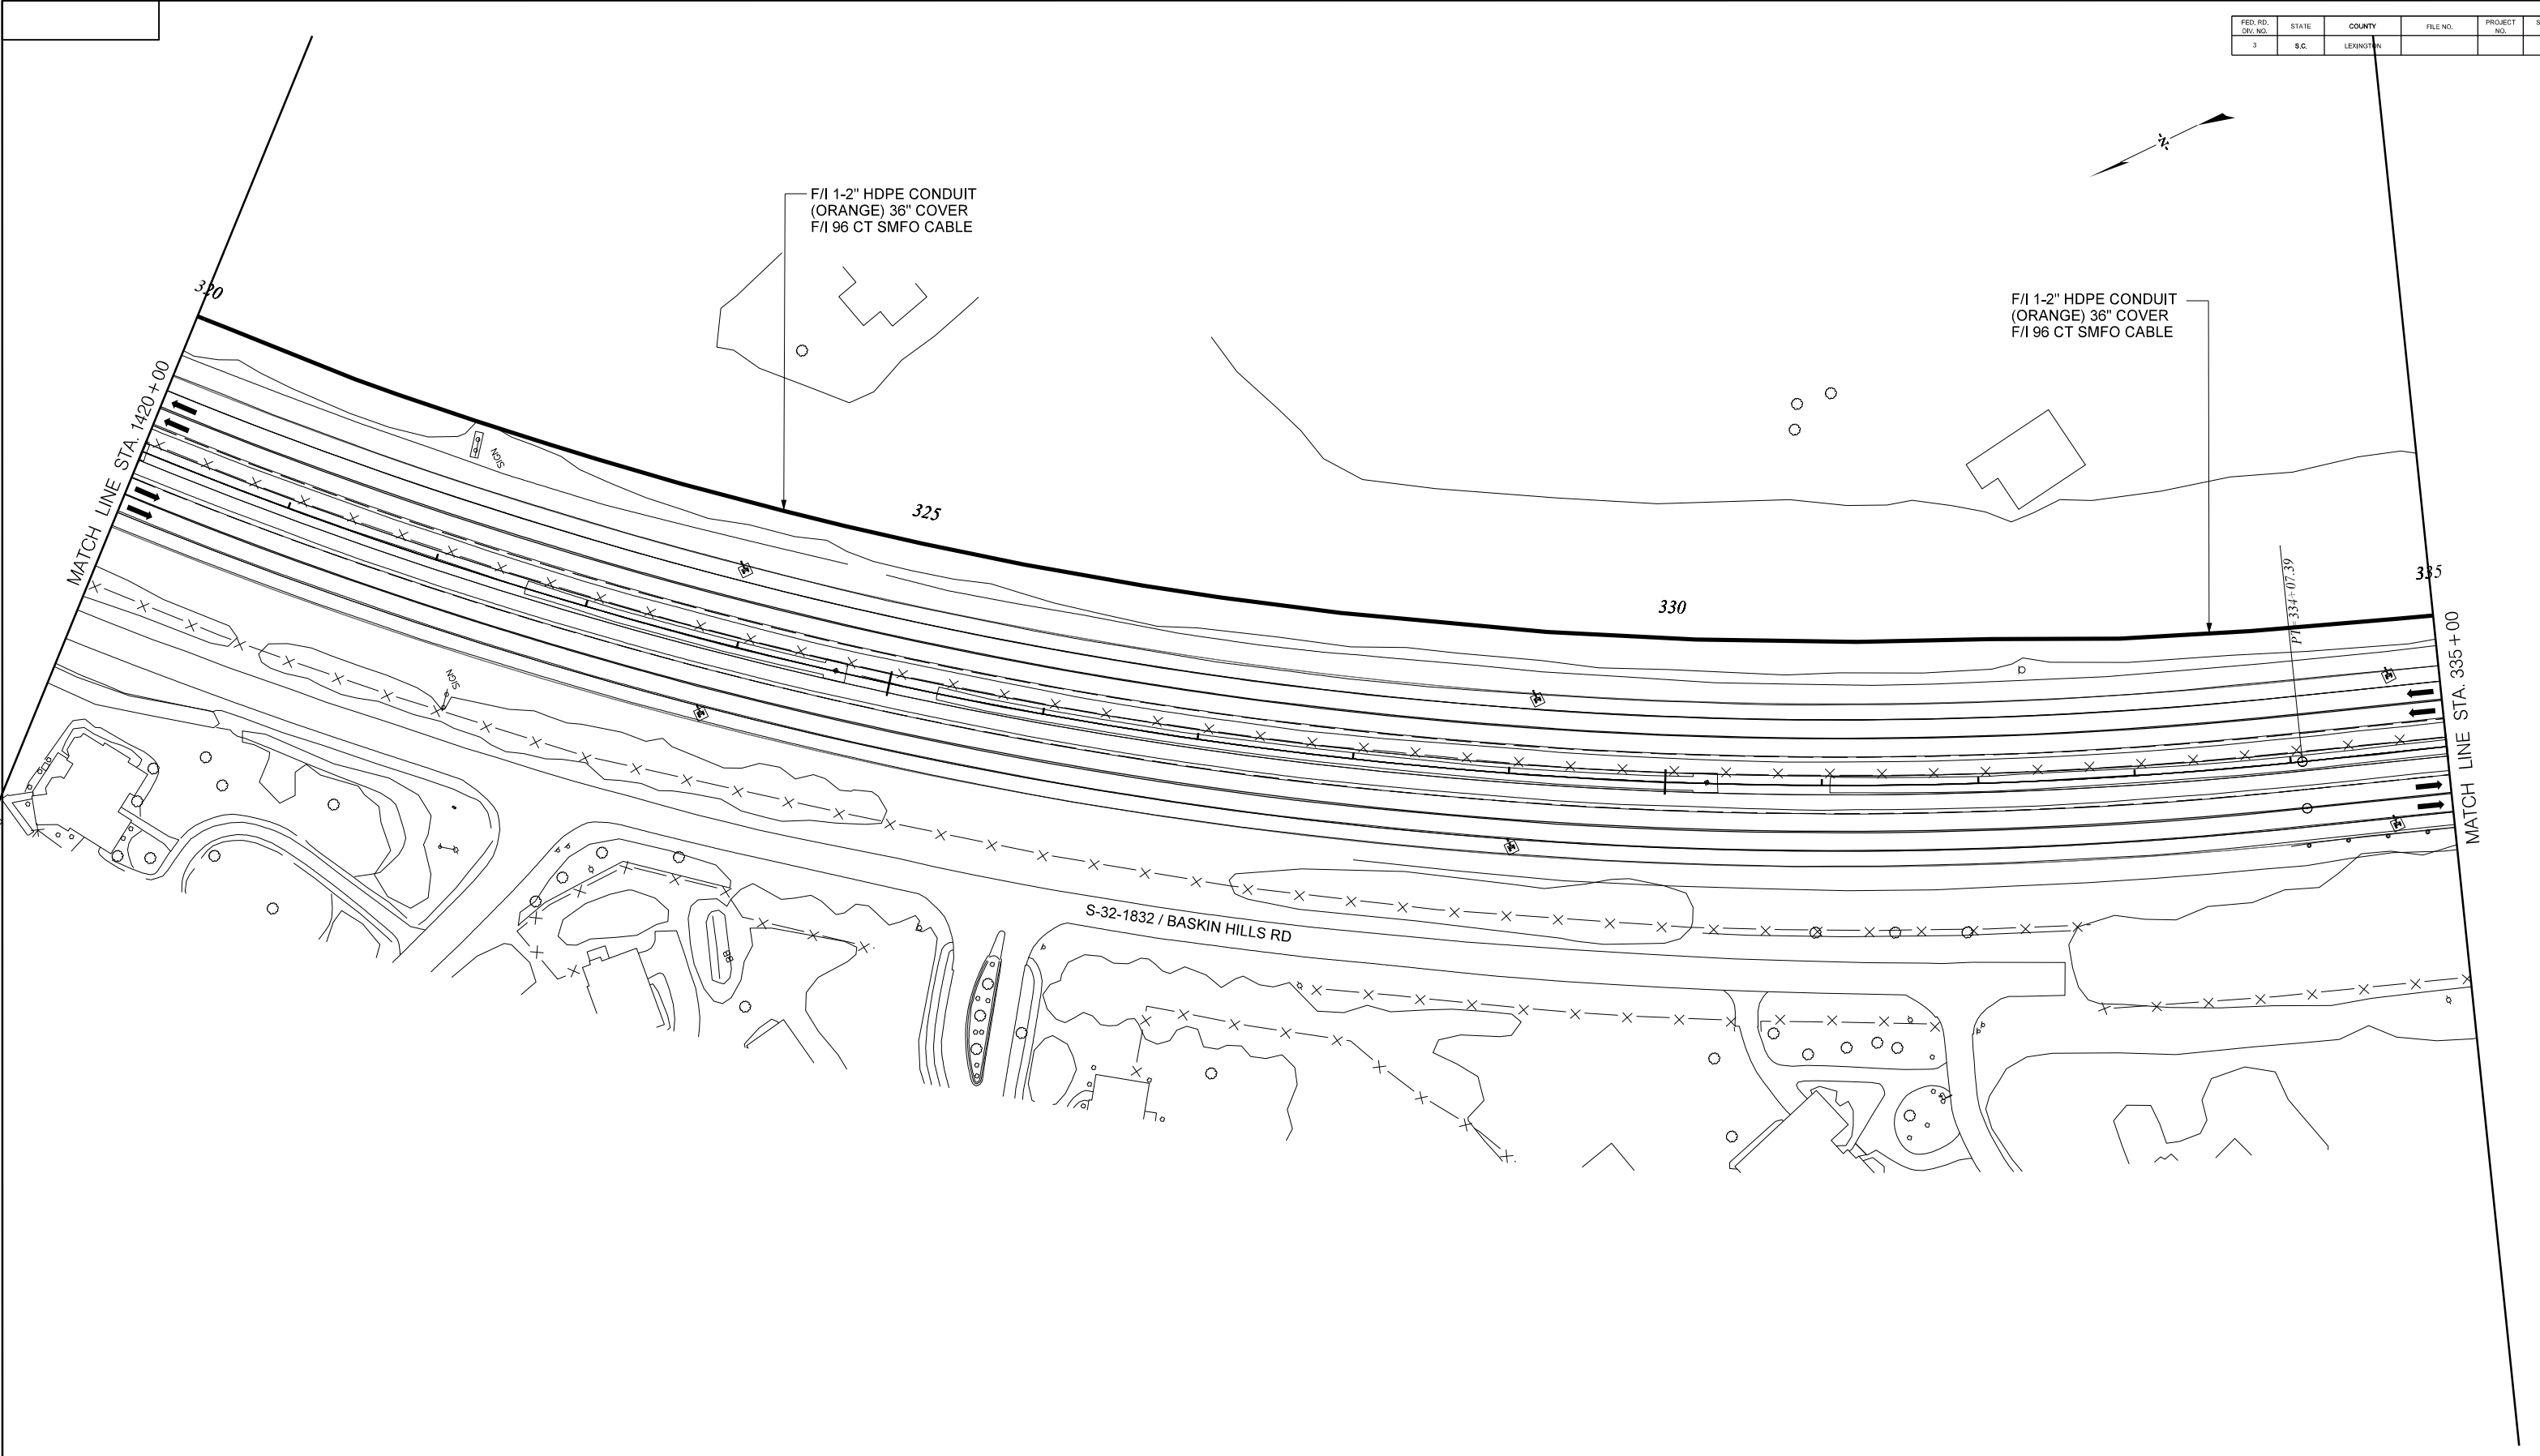 FED. RD. DIV. NO. STATE COUNTY FILE NO. PROJECT NO.
3 S.C. LEXINGTON
N
F/I 1-2" HDPE CONDUIT
(ORANGE) 36" COVER
F/I 96 CT SMFO CABLE
320
F/I 1-2" HDPE CONDUIT
(ORANGE) 36" COVER
F/I 96 CT SMFO CABLE
MATCH LINE STA. 1420+00
SIGN
325
330
335
PT=334+07.39
MATCH LINE STA. 335+00
SIGN
S-32-1832 / BASKIN HILLS RD
BB